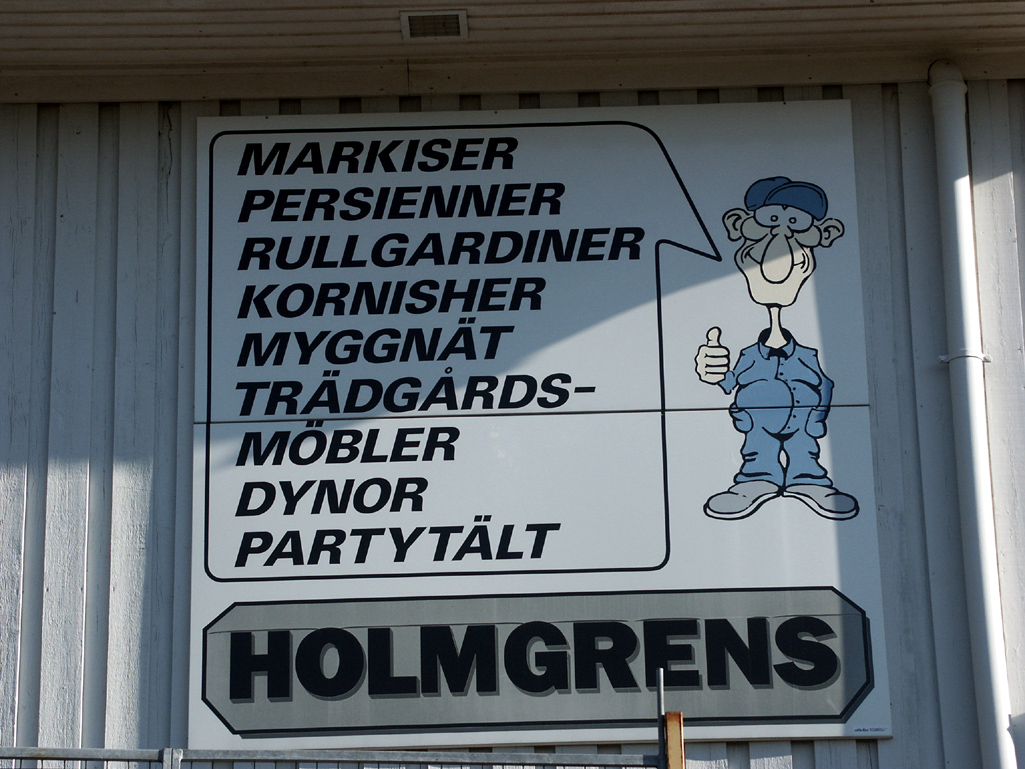 MARKISER
PERSIENNER
RULLGARDINER
KORNISHER
MYGGNÄT
TRÄDGÅRDS-
MÖBLER
DYNOR
PARTYTÄLT
HOLMGRENS